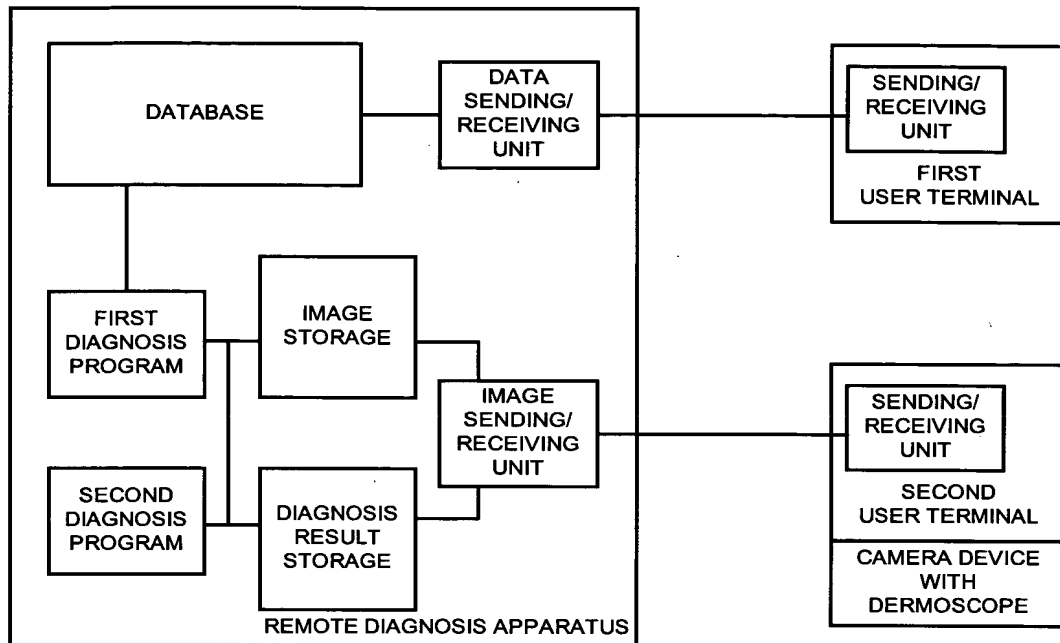 DATABASE
DATA
SENDING/
RECEIVING
UNIT
SENDING/
RECEIVING
UNIT
FIRST
USER TERMINAL
FIRST
DIAGNOSIS
PROGRAM
IMAGE
STORAGE
IMAGE
SENDING/
RECEIVING
UNIT
SENDING/
RECEIVING
UNIT
SECOND
USER TERMINAL
SECOND
DIAGNOSIS
PROGRAM
DIAGNOSIS
RESULT
STORAGE
CAMERA DEVICE
WITH
DERMOSCOPE
REMOTE DIAGNOSIS APPARATUS